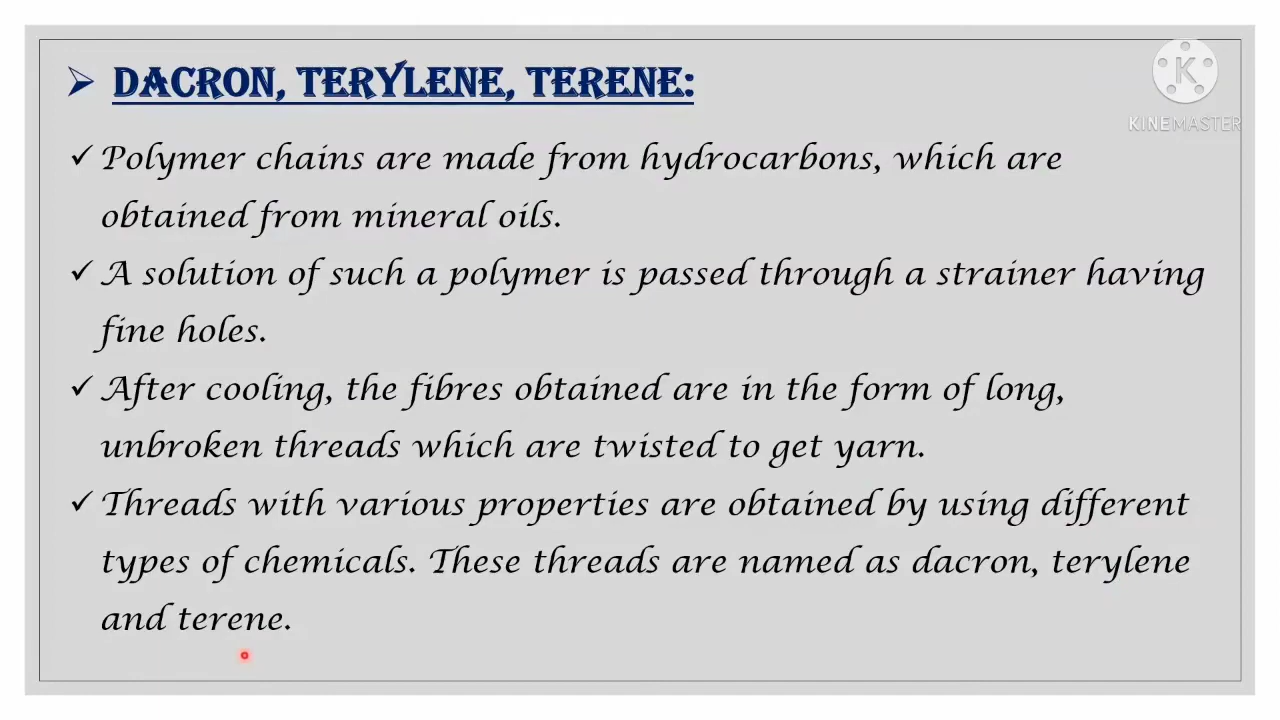 ➢ DACRON, TERYLENE, TERENE:
K
KINEMASTER
✓ Polymer chains are made from hydrocarbons, which are
obtained from mineral oils.
✓ A solution of such a polymer is passed through a strainer having
fine holes.
✓ After cooling, the fibres obtained are in the form of long,
unbroken threads which are twisted to get yarn.
✓ Threads with various properties are obtained by using different
types of chemicals. These threads are named as dacron, terylene
and terene.